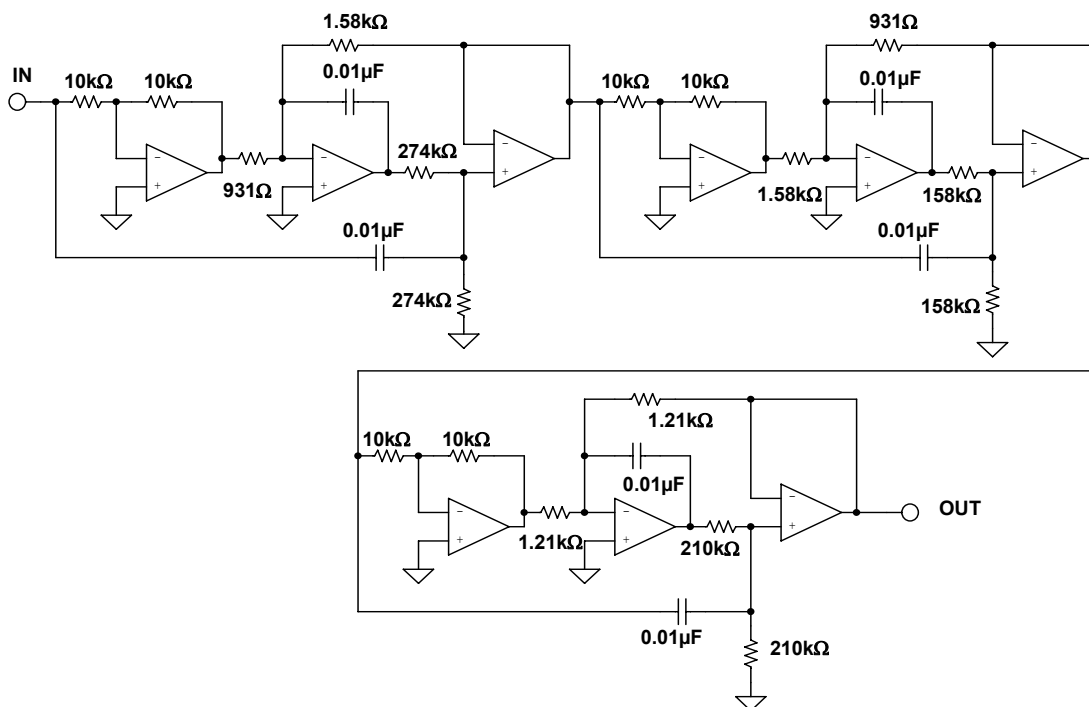 1.58kΩ
931Ω
IN
10kΩ
10kΩ
0.01µF
10kΩ
10kΩ
0.01µF
−
+
931Ω
−
+
274kΩ
−
+
−
+
1.58kΩ
−
+
158kΩ
−
+
0.01µF
0.01µF
274kΩ
158kΩ
10kΩ
10kΩ
1.21kΩ
0.01µF
−
+
1.21kΩ
−
+
210kΩ
−
+
OUT
0.01µF
210kΩ